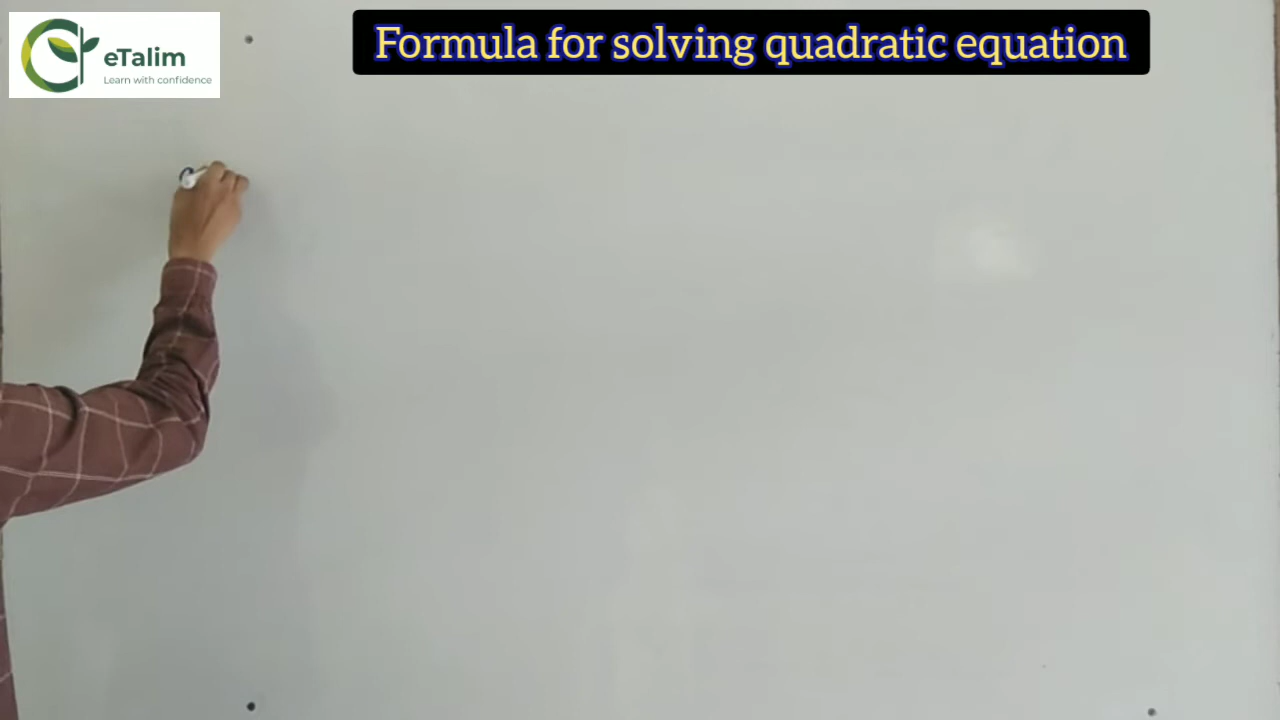 eTalim
Learn with confidence
Formula for solving quadratic equation